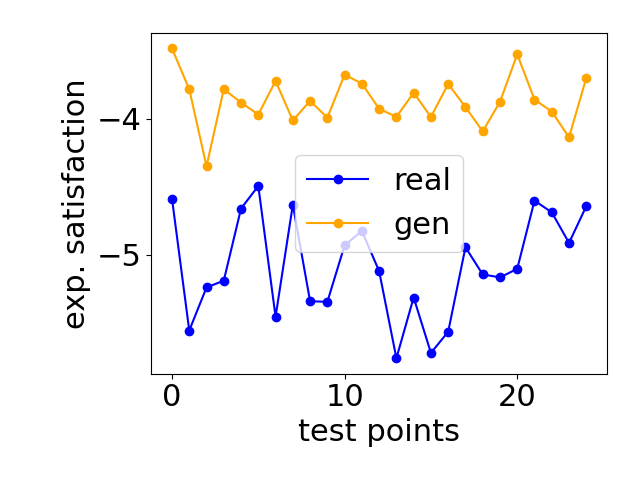 exp. satisfaction
−4
−5
real
gen
0 10 20
test points